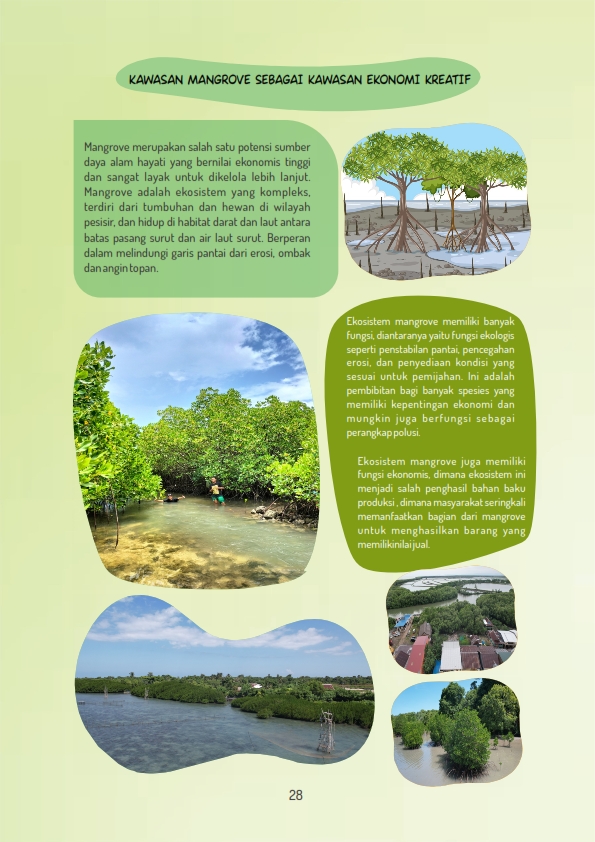 KAWASAN MANGROVE SEBAGAI KAWASAN EKONOMI KREATIF
Mangrove merupakan salah satu potensi sumber
daya alam hayati yang bernilai ekonomis tinggi
dan sangat layak untuk dikelola lebih lanjut.
Mangrove adalah ekosistem yang kompleks,
terdiri dari tumbuhan dan hewan di wilayah
pesisir, dan hidup di habitat darat dan laut antara
batas pasang surut dan air laut surut. Berperan
dalam melindungi garis pantai dari erosi, ombak
dan angin topan.
Ekosistem mangrove memiliki banyak
fungsi, diantaranya yaitu fungsi ekologis
seperti penstabilan pantai, pencegahan
erosi, dan penyediaan kondisi yang
sesuai untuk pemijahan. Ini adalah
pembibitan bagi banyak spesies yang
memiliki kepentingan ekonomi dan
mungkin juga berfungsi sebagai
perangkap polusi.
Ekosistem mangrove juga memiliki
fungsi ekonomis, dimana ekosistem ini
menjadi salah penghasil bahan baku
produksi , dimana masyarakat seringkali
memanfaatkan bagian dari mangrove
untuk menghasilkan barang yang
memiliki nilai jual.
28